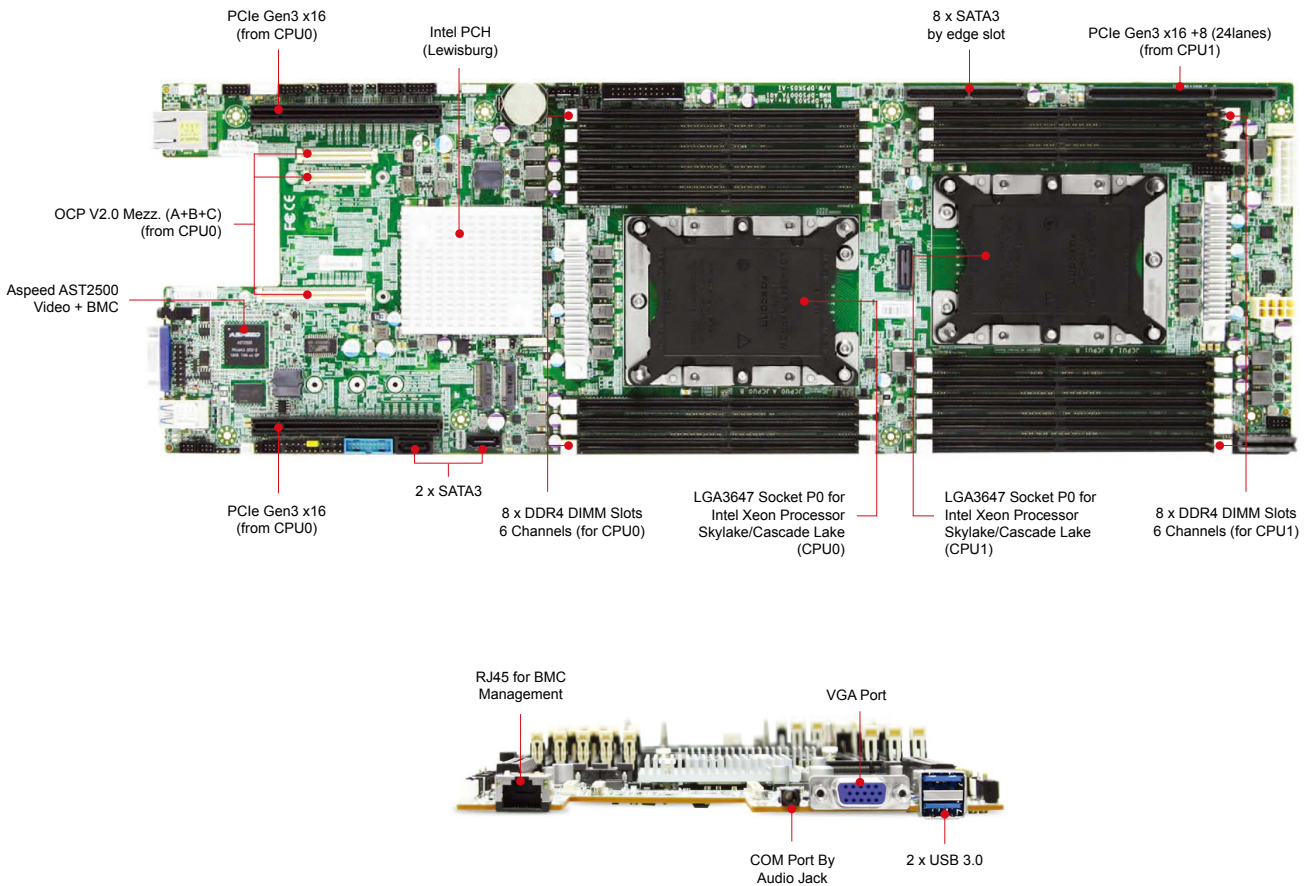 PCIe Gen3 x16
(from CPU0)
Intel PCH
(Lewisburg)
8 x SATA3
by edge slot
PCIe Gen3 x16 +8 (24lanes)
(from CPU1)
OCP V2.0 Mezz. (A+B+C)
(from CPU0)
Aspeed AST2500
Video + BMC
PCIe Gen3 x16
(from CPU0)
2 x SATA3
8 x DDR4 DIMM Slots
6 Channels (for CPU0)
LGA3647 Socket P0 for
Intel Xeon Processor
Skylake/Cascade Lake
(CPU0)
LGA3647 Socket P0 for
Intel Xeon Processor
Skylake/Cascade Lake
(CPU1)
8 x DDR4 DIMM Slots
6 Channels (for CPU1)
RJ45 for BMC
Management
VGA Port
COM Port By
Audio Jack
2 x USB 3.0